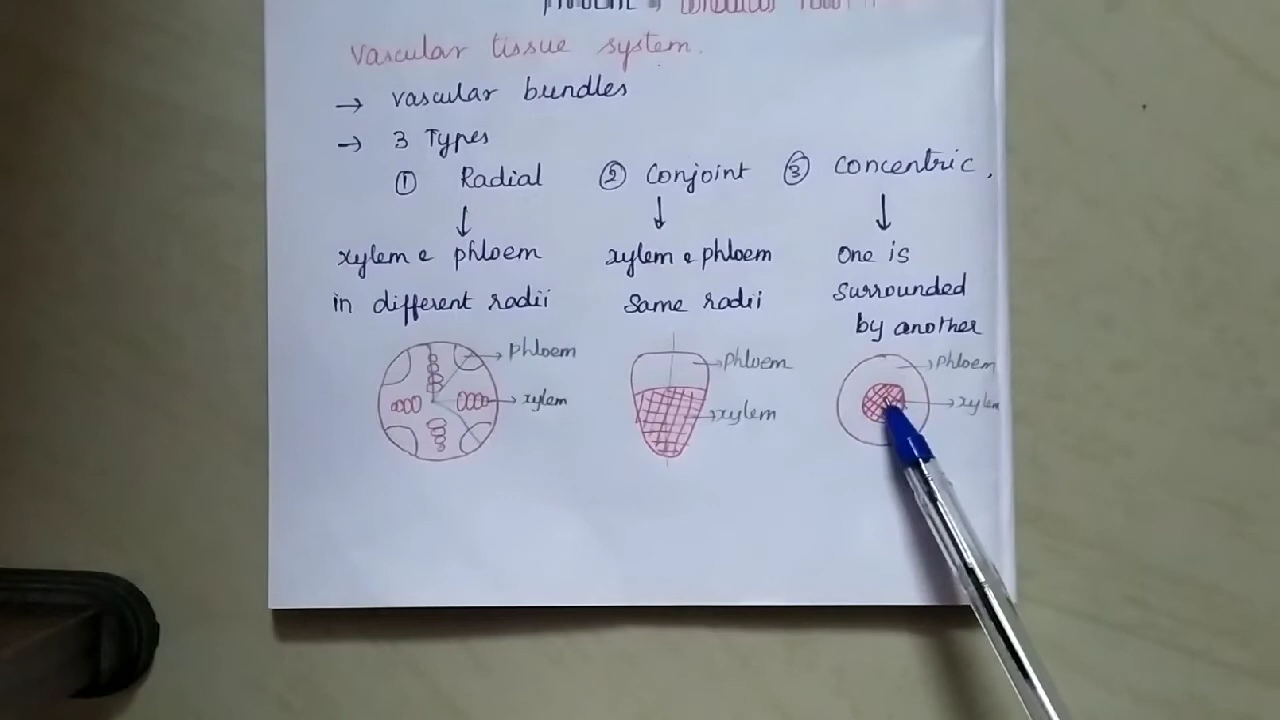 Vascular tissue system.
→ vascular bundles
→ 3 Types
① Radial ② Conjoint ③ Concentric.
xylem & phloem xylem & phloem One is
in different radii Same radii surrounded
by another
phloem phloem phloem
xylem xylem xylem